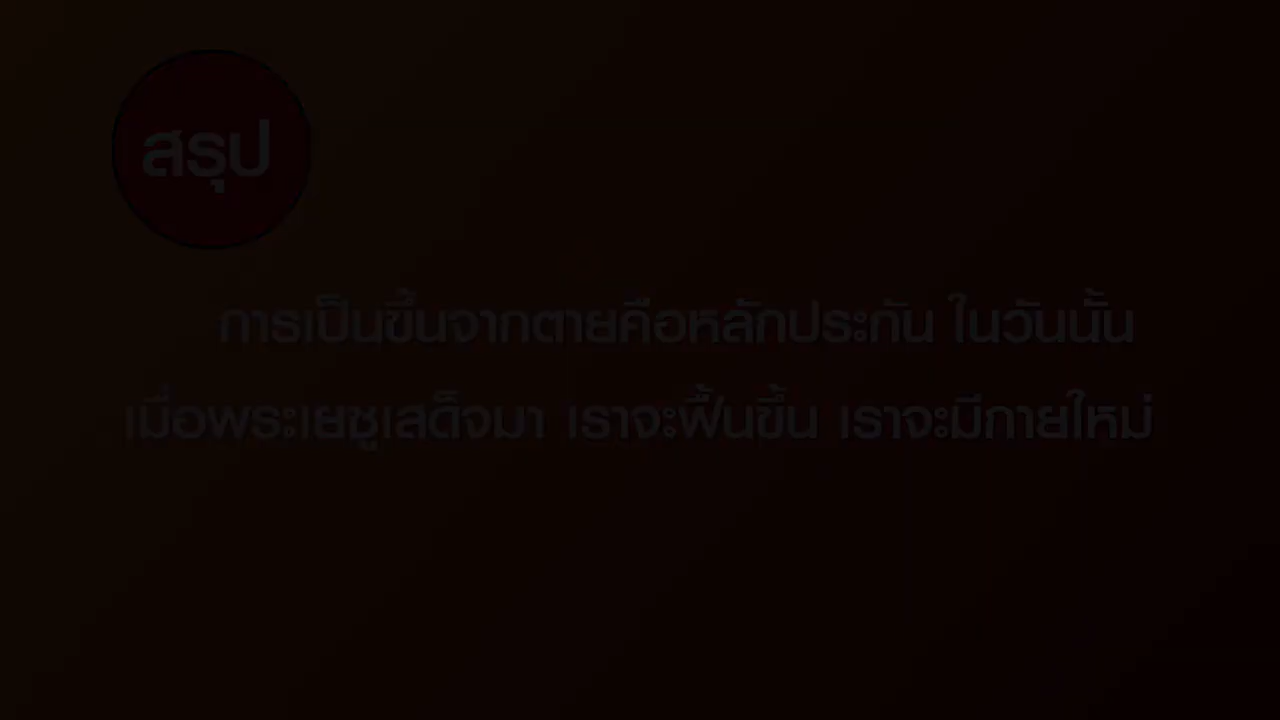 สรุป
การเป็นขึ้นจากตายคือหลักประกัน ในวันนั้น
เมื่อพระเยซูเสด็จมา เราจะฟื้นขึ้น เราจะมีกายใหม่